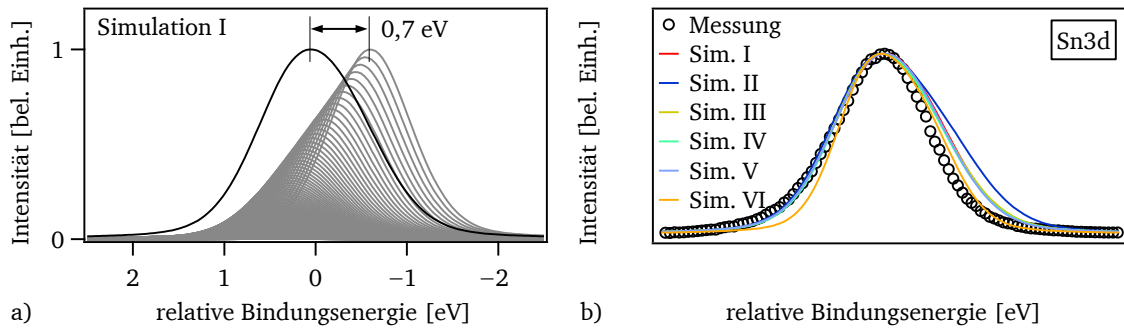 Simulation I
0,7 eV
Intensität [bel. Einh.]
1
0
2
1
0
−1
−2
a)
relative Bindungsenergie [eV]
Messung
Sim. I
Sim. II
Sim. III
Sim. IV
Sim. V
Sim. VI
Sn3d
Intensität [bel. Einh.]
b)
relative Bindungsenergie [eV]